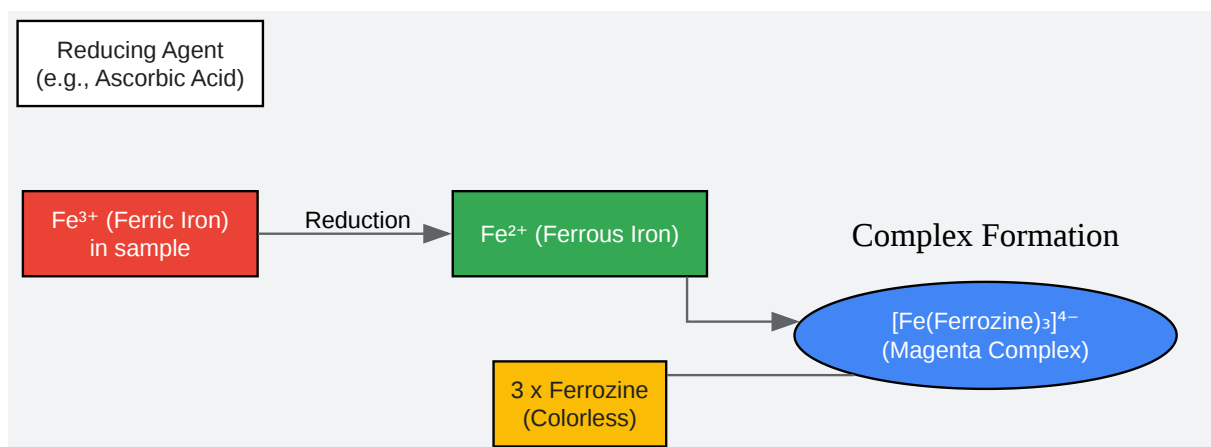 Reducing Agent
(e.g., Ascorbic Acid)
Fe³⁺ (Ferric Iron)
in sample
Reduction
Fe²⁺ (Ferrous Iron)
Complex Formation
[Fe(Ferrozine)₃]⁴⁻
(Magenta Complex)
3 x Ferrozine
(Colorless)